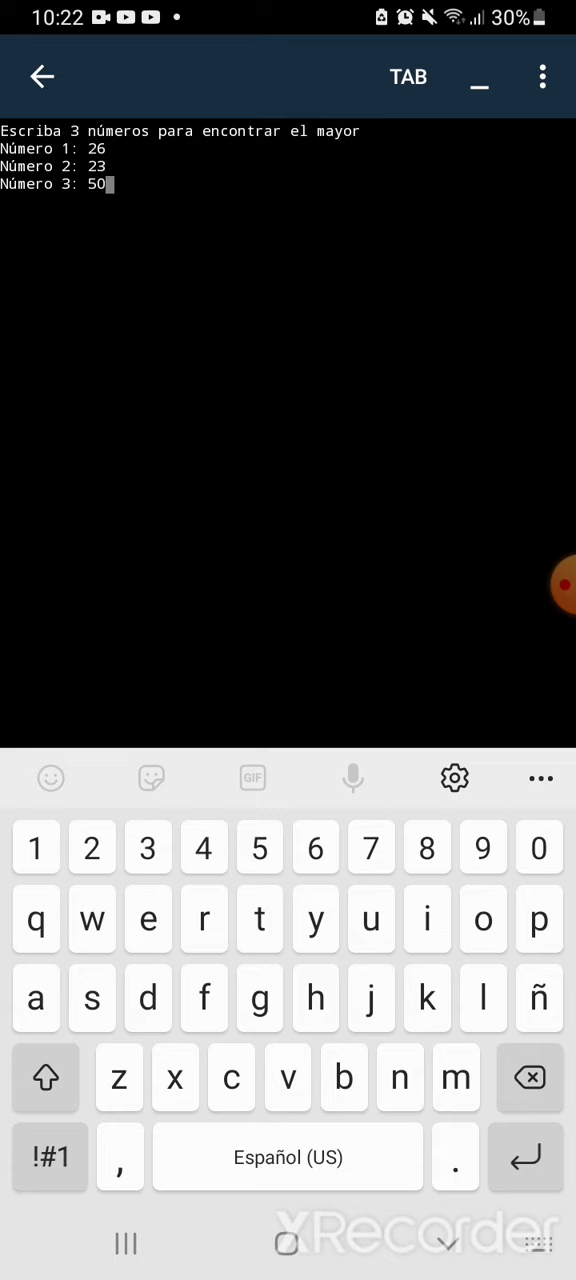 10:22 30%
TAB
Escriba 3 números para encontrar el mayor
Número 1: 26
Número 2: 23
Número 3: 50
GIF
1 2 3 4 5 6 7 8 9 0
q w e r t y u i o p
a s d f g h j k l ñ
z x c v b n m
!#1 , Español (US) .
XRecorder